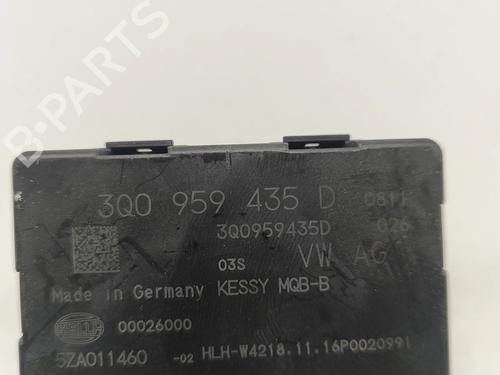 3Q0 959 435 D 0811
3Q0959435D 026
03S VW AG
Made in Germany KESSY MQB-B
HELLA 00026000
5ZA011460 -02 HLH-W4218.11.16P0020991
B-PARTS